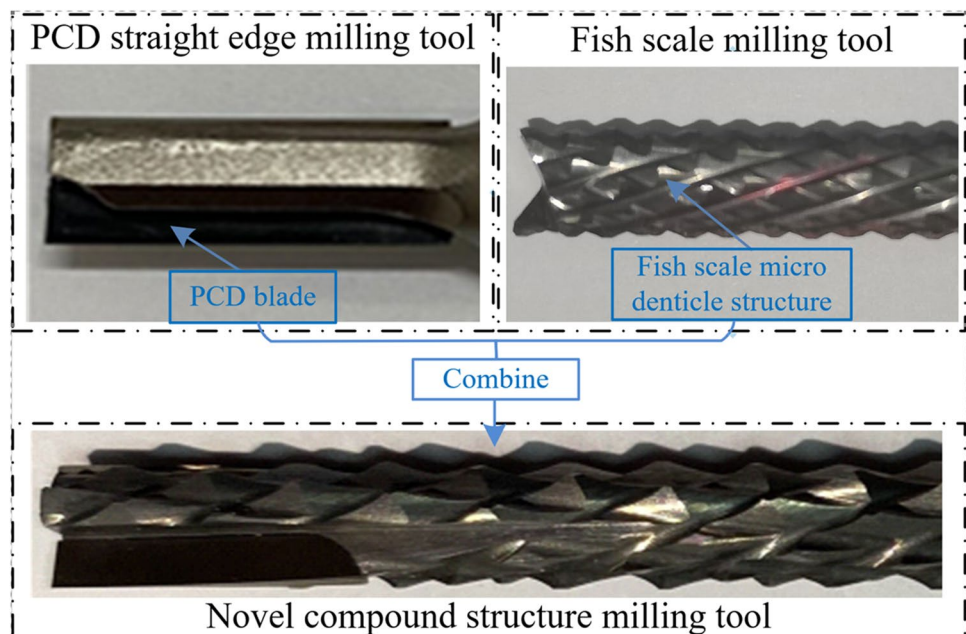 PCD straight edge milling tool
Fish scale milling tool
PCD blade
Fish scale micro
denticle structure
Combine
Novel compound structure milling tool